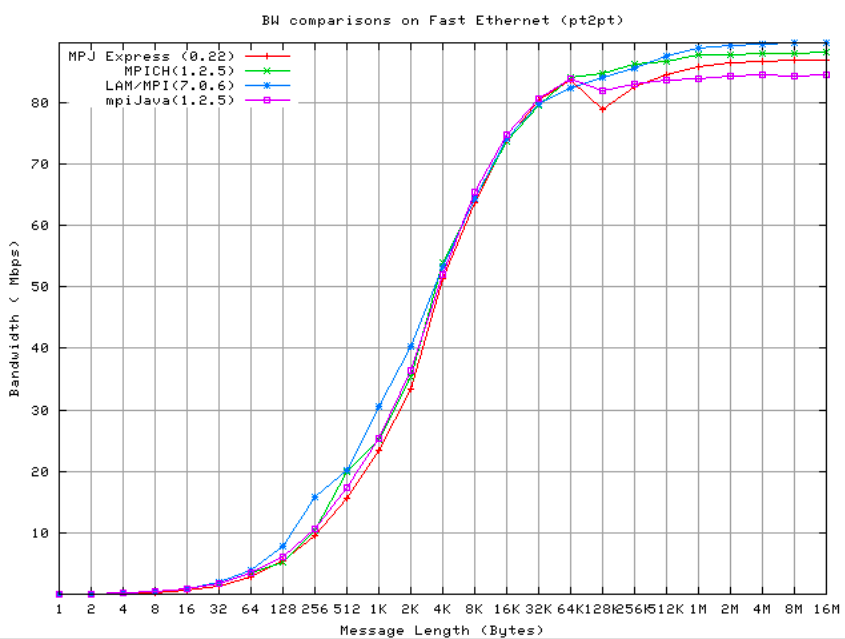 BW comparisons on Fast Ethernet (pt2pt)
MPJ Express (0.22)
MPICH(1.2.5)
LAM/MPI(7.0.6)
mpiJava(1.2.5)
80
70
60
50
40
30
20
10
Bandwidth ( Mbps)
1 2 4 8 16 32 64 128 256 512 1K 2K 4K 8K 16K 32K 64K 128K 256K 512K 1M 2M 4M 8M 16M
Message Length (Bytes)